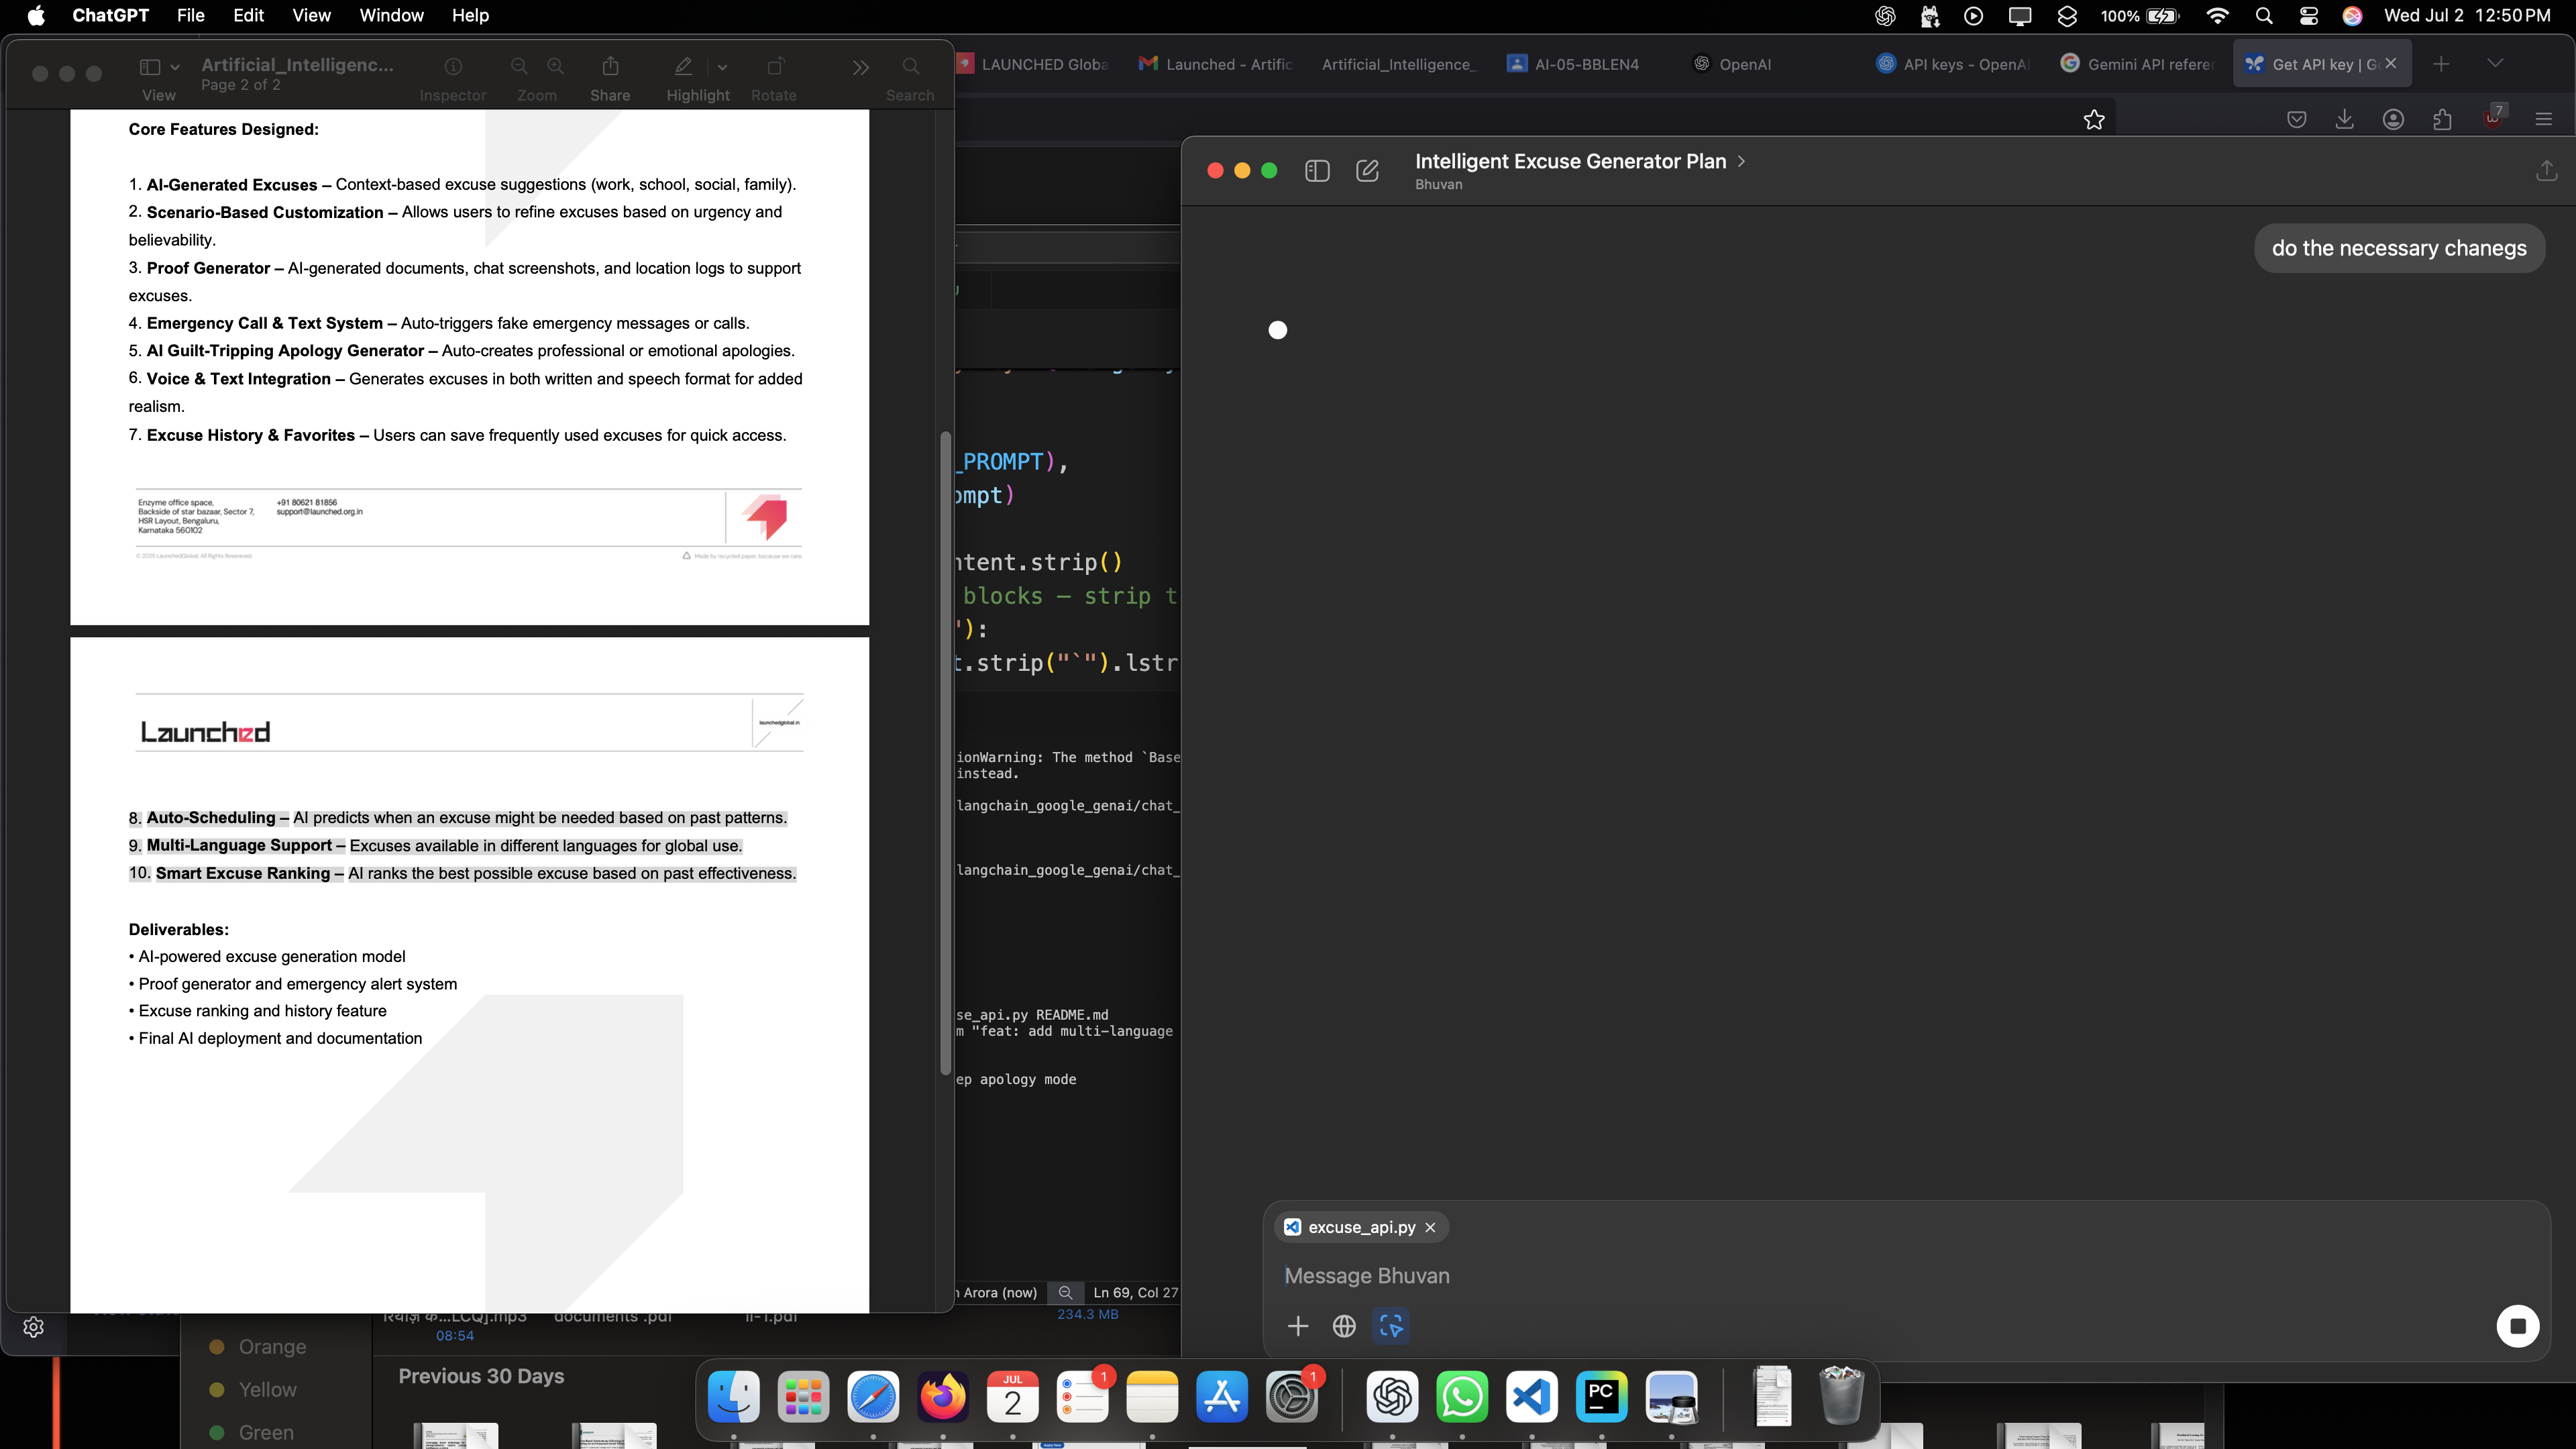 ChatGPT File Edit View Window Help
100% Wed Jul 2 12:50 PM
Artificial_Intelligenc...
Page 2 of 2
View Inspector Zoom Share Highlight Rotate Search
LAUNCHED Globa
Launched - Artific
Artificial_Intelligence_
AI-05-BBLEN4
OpenAI
API keys - OpenAI
Gemini API referer
Get API key | G
7
Core Features Designed:
1. AI-Generated Excuses – Context-based excuse suggestions (work, school, social, family).
2. Scenario-Based Customization – Allows users to refine excuses based on urgency and
believability.
3. Proof Generator – AI-generated documents, chat screenshots, and location logs to support
excuses.
4. Emergency Call & Text System – Auto-triggers fake emergency messages or calls.
5. AI Guilt-Tripping Apology Generator – Auto-creates professional or emotional apologies.
6. Voice & Text Integration – Generates excuses in both written and speech format for added
realism.
7. Excuse History & Favorites – Users can save frequently used excuses for quick access.
Enzyme office space,
Backside of star bazaar, Sector 7,
HSR Layout, Bengaluru,
Karnataka 560102
+91 80621 81856
support@launched.org.in
© 2025 LaunchedGlobal. All Rights Resereved.
Made by recycled paper, because we care.
Launched
launchedglobal.in
8. Auto-Scheduling – AI predicts when an excuse might be needed based on past patterns.
9. Multi-Language Support – Excuses available in different languages for global use.
10. Smart Excuse Ranking – AI ranks the best possible excuse based on past effectiveness.
Deliverables:
• AI-powered excuse generation model
• Proof generator and emergency alert system
• Excuse ranking and history feature
• Final AI deployment and documentation
_PROMPT),
ompt)
ntent.strip()
blocks – strip t
"):
t.strip("`").lstr
ionWarning: The method `Base
instead.
langchain_google_genai/chat_
langchain_google_genai/chat_
se_api.py README.md
m "feat: add multi-language
ep apology mode
Arora (now) Ln 69, Col 27
Intelligent Excuse Generator Plan
Bhuvan
do the necessary chanegs
excuse_api.py
Message Bhuvan
documents .pdf
II-1.pdf
08:54
234.3 MB
Orange
Yellow
Green
Previous 30 Days
JUL
2
1
1
PC